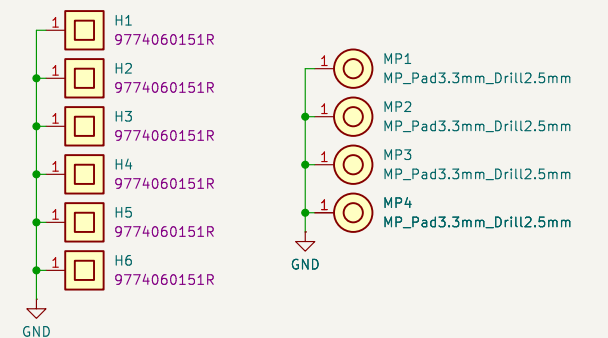 1 H1
9774060151R
1 H2
9774060151R
1 H3
9774060151R
1 H4
9774060151R
1 H5
9774060151R
1 H6
9774060151R
GND
1 MP1
MP_Pad3.3mm_Drill2.5mm
1 MP2
MP_Pad3.3mm_Drill2.5mm
1 MP3
MP_Pad3.3mm_Drill2.5mm
1 MP4
MP_Pad3.3mm_Drill2.5mm
GND